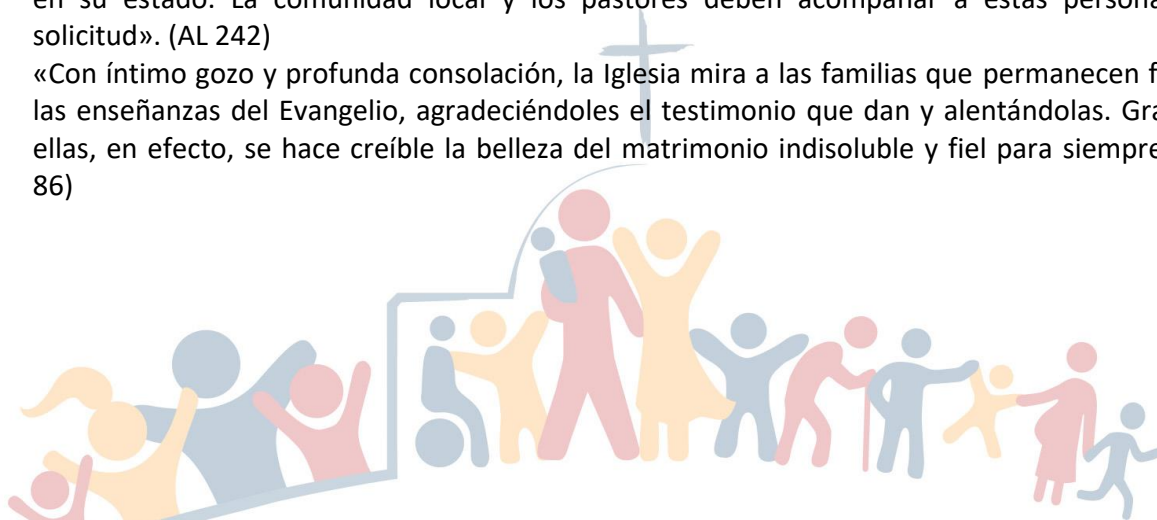 en su estado. La comunidad local y los pastores deben acompañar a estas persona
solicitud». (AL 242)
«Con íntimo gozo y profunda consolación, la Iglesia mira a las familias que permanecen f
las enseñanzas del Evangelio, agradeciéndoles el testimonio que dan y alentándolas. Gra
ellas, en efecto, se hace creíble la belleza del matrimonio indisoluble y fiel para siempre
86)